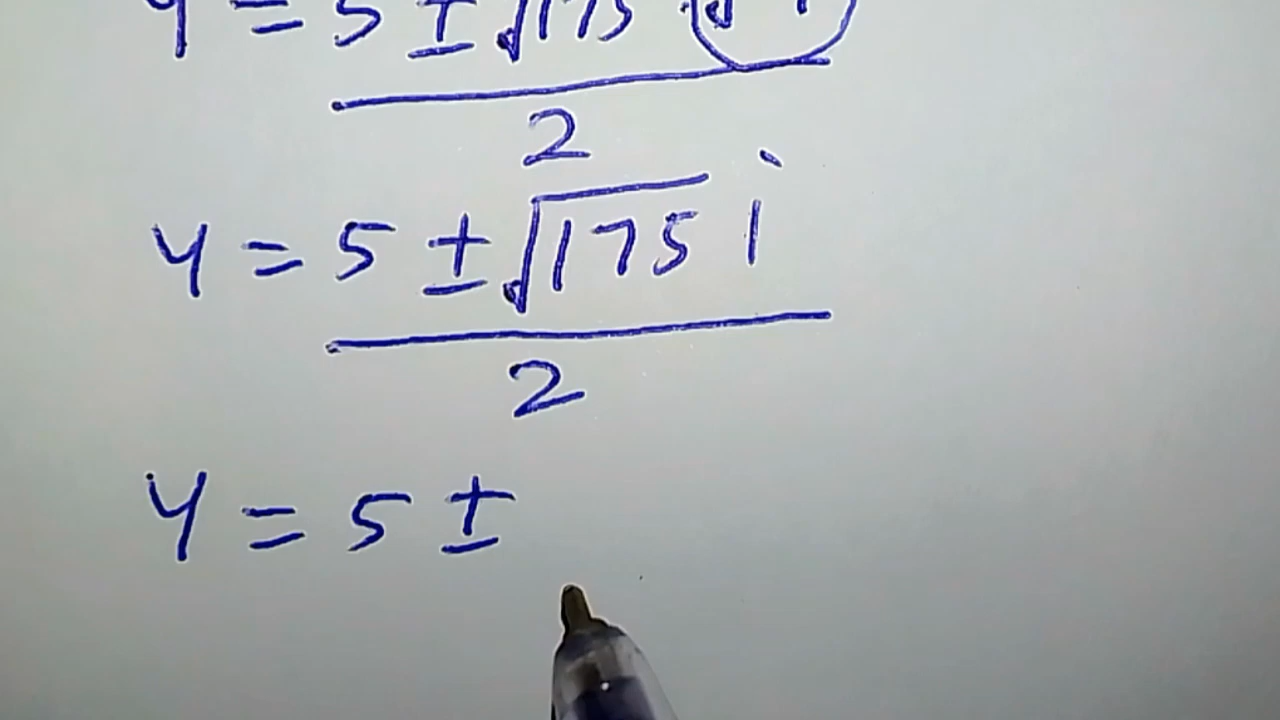 y = 5 ± √175
2
y = 5 ± √175 i
2
y = 5 ±